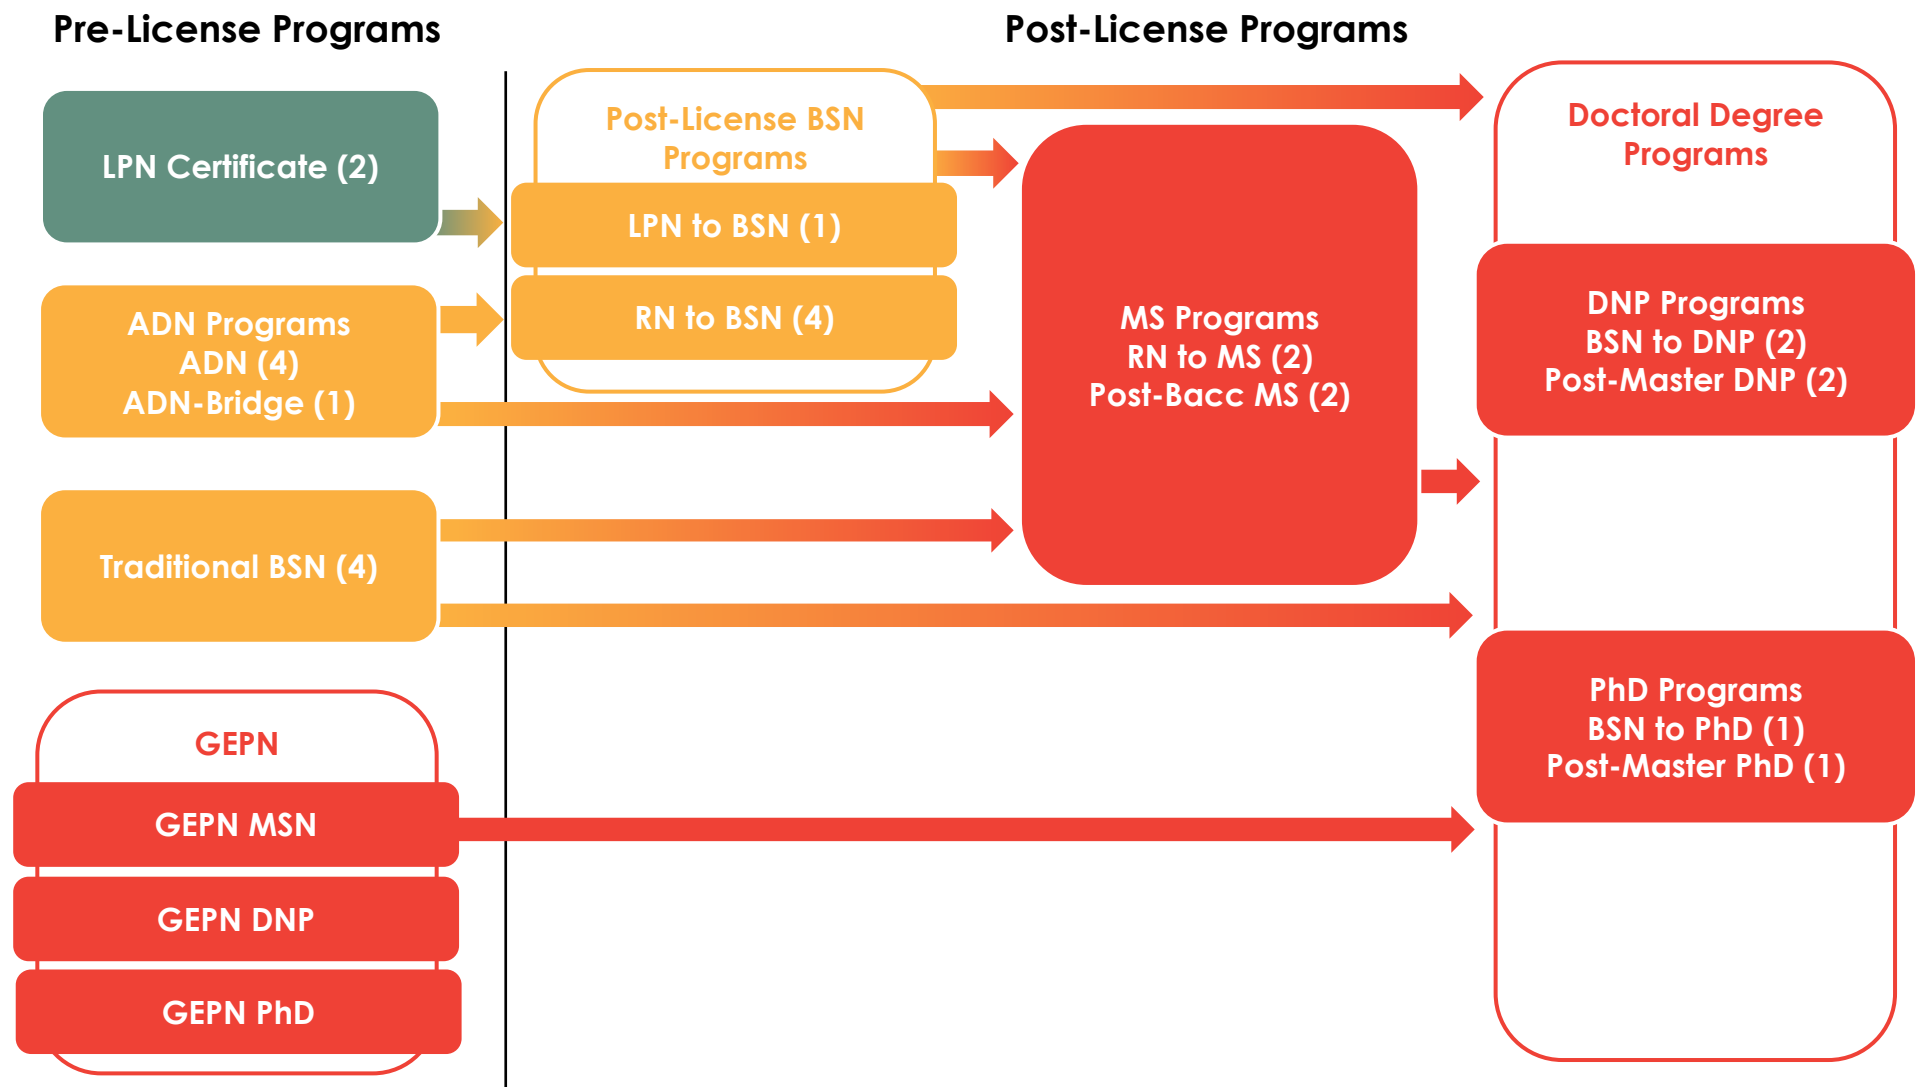 Pre-License Programs
Post-License Programs
LPN Certificate (2)
ADN Programs
ADN (4)
ADN-Bridge (1)
Traditional BSN (4)
GEPN
GEPN MSN
GEPN DNP
GEPN PhD
Post-License BSN
Programs
LPN to BSN (1)
RN to BSN (4)
MS Programs
RN to MS (2)
Post-Bacc MS (2)
Doctoral Degree
Programs
DNP Programs
BSN to DNP (2)
Post-Master DNP (2)
PhD Programs
BSN to PhD (1)
Post-Master PhD (1)